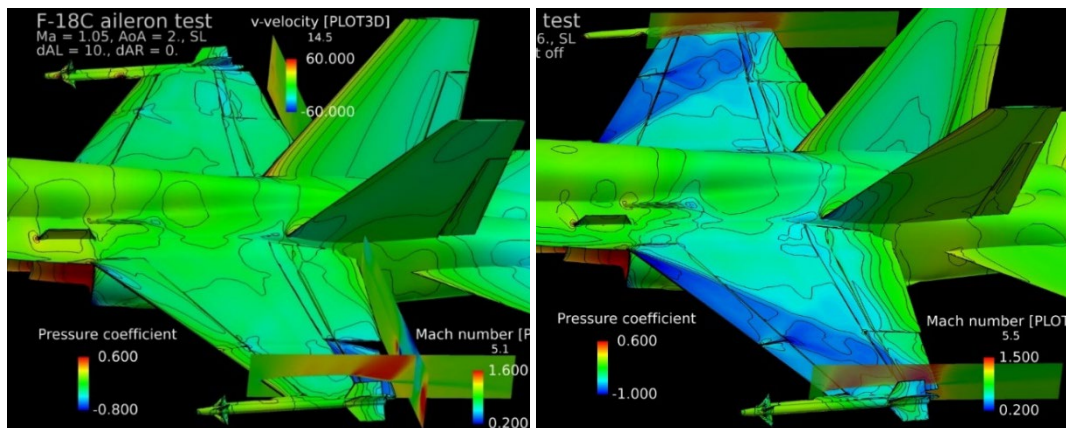 F-18C aileron test
Ma = 1.05, AoA = 2., SL
dAL = 10., dAR = 0.
v-velocity [PLOT3D]
14.5
60.000
-60.000
Pressure coefficient
0.600
-0.800
Mach number [P
5.1
1.600
0.200
test
6., SL
t off
Pressure coefficient
0.600
-1.000
Mach number [PLOT
5.5
1.500
0.200